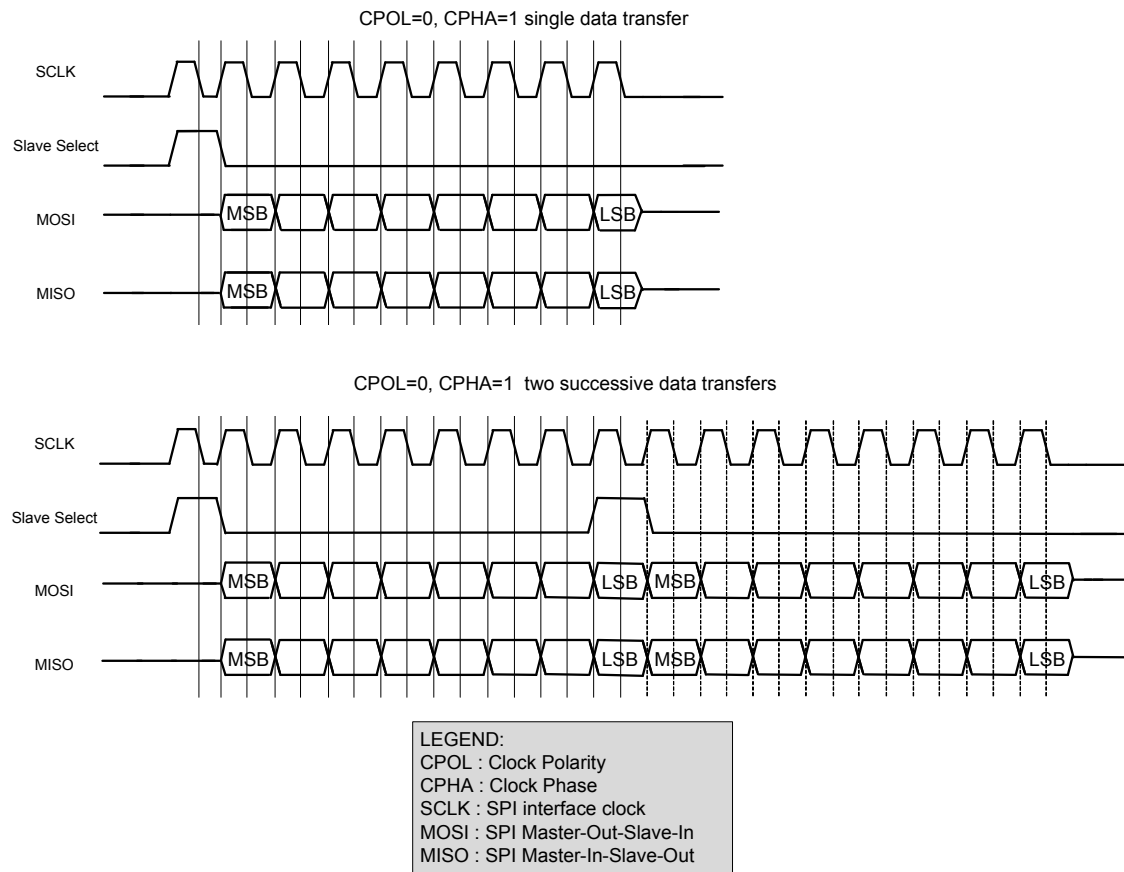 CPOL=0, CPHA=1 single data transfer
SCLK
Slave Select
MOSI
MSB
LSB
MISO
MSB
LSB
CPOL=0, CPHA=1 two successive data transfers
SCLK
Slave Select
MOSI
MSB
LSB
MSB
LSB
MISO
MSB
LSB
MSB
LSB
LEGEND:
CPOL : Clock Polarity
CPHA : Clock Phase
SCLK : SPI interface clock
MOSI : SPI Master-Out-Slave-In
MISO : SPI Master-In-Slave-Out